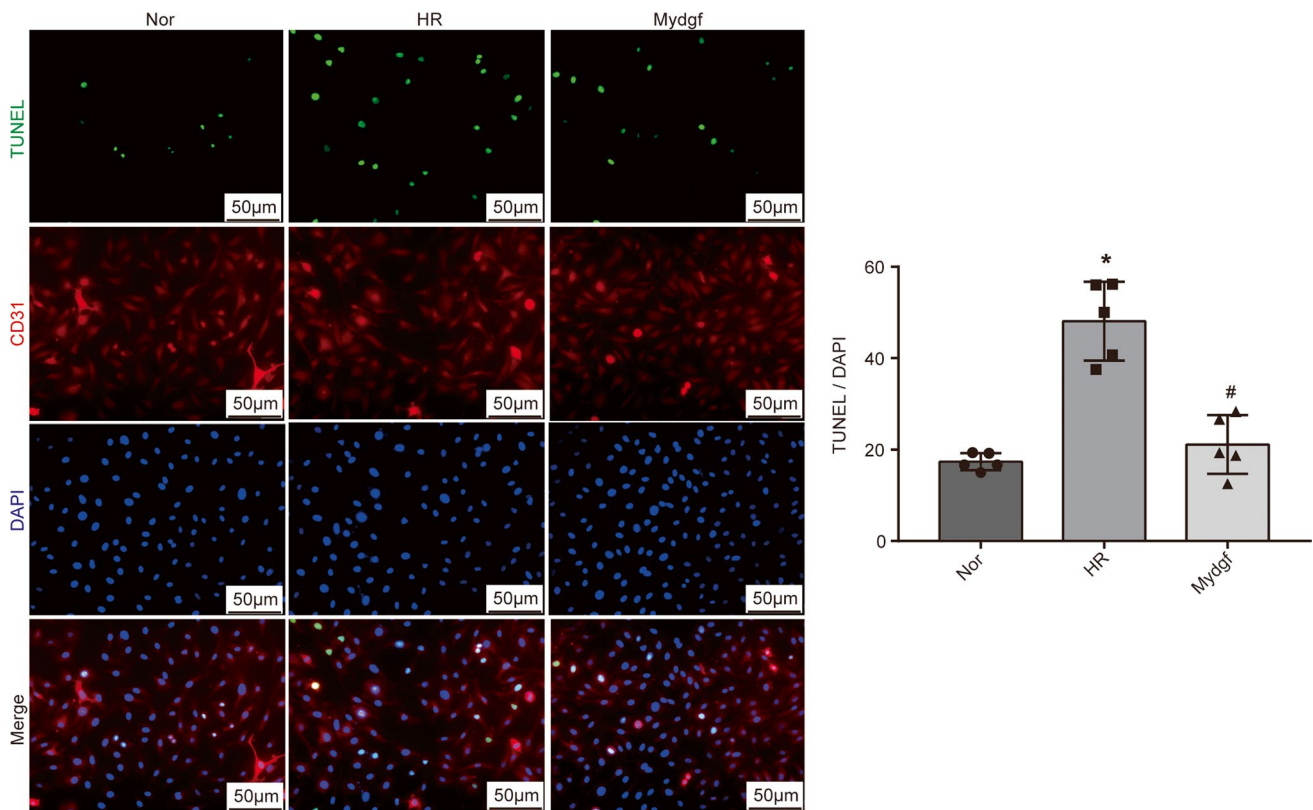 Nor HR Mydgf
TUNEL
50μm 50μm 50μm
CD31
50μm 50μm 50μm
DAPI
50μm 50μm 50μm
Merge
50μm 50μm 50μm
TUNEL / DAPI
60
40
20
0
*
#
Nor HR Mydgf